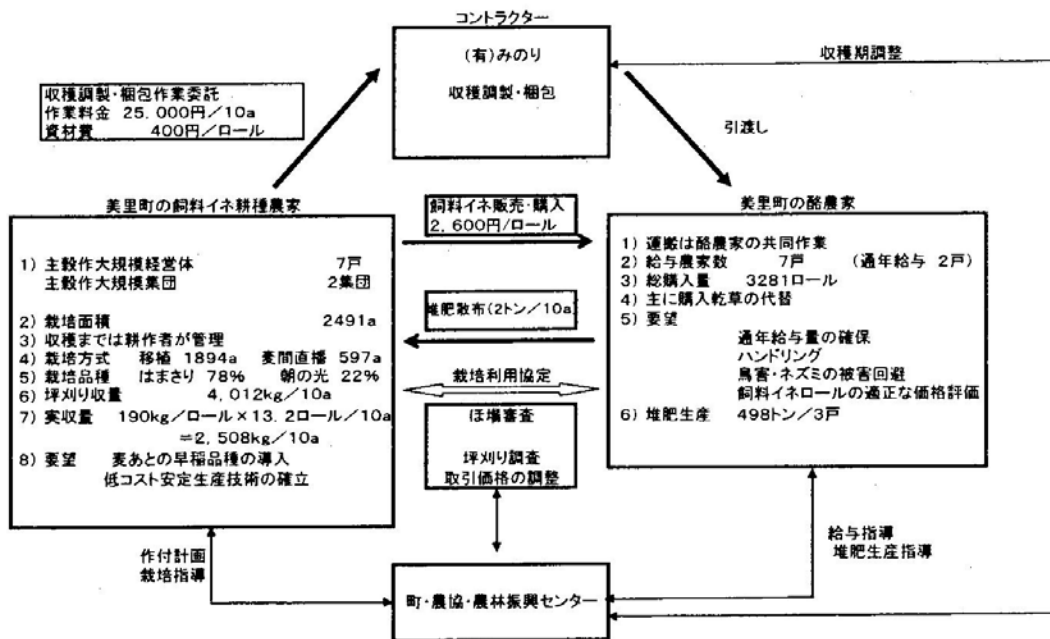 コントラクター
(有)みのり
収穫調製・梱包
収穫期調整
収穫調製・梱包作業委託
作業料金 25,000円/10a
資材費 400円/ロール
引渡し
美里町の飼料イネ耕種農家
1) 主穀作大規模経営体 7戸
主穀作大規模集団 2集団
2) 栽培面積 2491a
3) 収穫までは耕作者が管理
4) 栽培方式 移植 1894a 麦間直播 597a
5) 栽培品種 はまさり 78% 朝の光 22%
6) 坪刈り収量 4,012kg/10a
7) 実収量 190kg/ロール×13.2ロール/10a
≒2,508kg/10a
8) 要望 麦あとの早稲品種の導入
低コスト安定生産技術の確立
飼料イネ販売・購入
2,600円/ロール
堆肥散布(2トン/10a)
栽培利用協定
ほ場審査
坪刈り調査
取引価格の調整
美里町の酪農家
1) 運搬は酪農家の共同作業
2) 給与農家数 7戸 (通年給与 2戸)
3) 総購入量 3281ロール
4) 主に購入乾草の代替
5) 要望
通年給与量の確保
ハンドリング
鳥害・ネズミの被害回避
飼料イネロールの適正な価格評価
6) 堆肥生産 498トン/3戸
作付計画
栽培指導
給与指導
堆肥生産指導
町・農協・農林振興センター